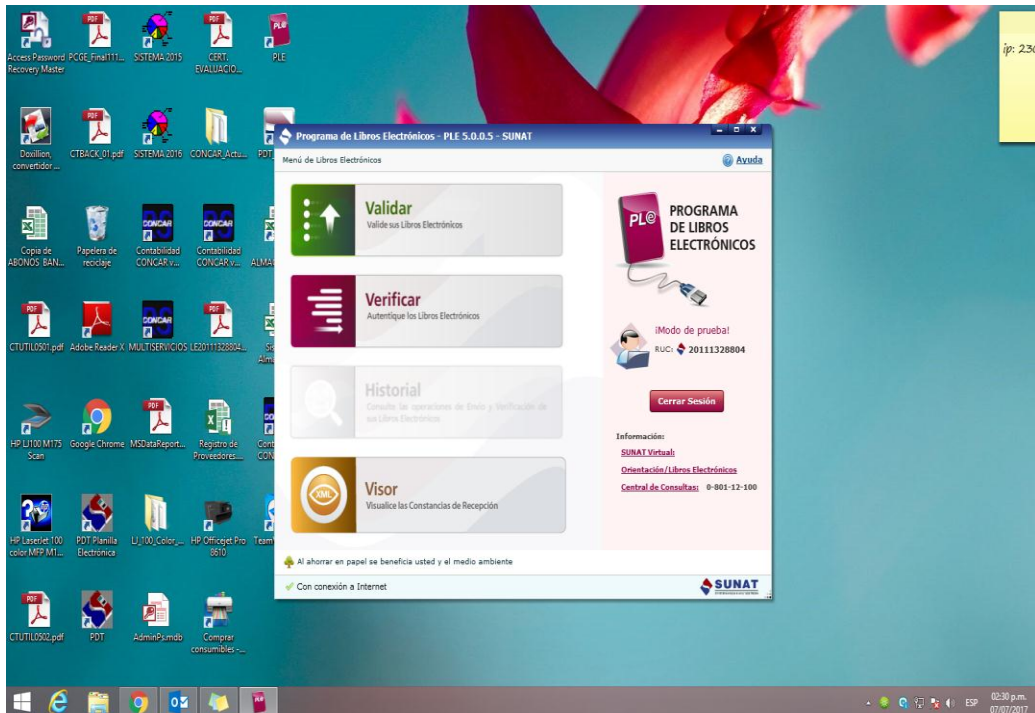 Access Password
Recovery Master
PCGE_Final111...
SISTEMA 2015
CERT.
EVALUACIO...
PLE
ip: 236
Doxillion,
convertidor ...
CTBACK_01.pdf
SISTEMA 2016
CONCAR_Actu...
PDT
Copia de
ABONOS BAN...
Papelera de
reciclaje
Contabilidad
CONCAR v...
Contabilidad
CONCAR v...
CTUTIL0501.pdf
Adobe Reader X
MULTISERVICIOS
LE20111328804...
HP LJ100 M175
Scan
Google Chrome
MSDataReport...
Registro de
Proveedores...
HP LaserJet 100
color MFP M1...
PDT Planilla
Electrónica
LJ_100_Color_...
HP Officejet Pro
8610
CTUTIL0502.pdf
PDT
AdminPs.mdb
Comprar
consumibles -...
Programa de Libros Electrónicos - PLE 5.0.0.5 - SUNAT
Menú de Libros Electrónicos
Ayuda
Validar
Valide sus Libros Electrónicos
Verificar
Autentique los Libros Electrónicos
Historial
Consulte las operaciones de Envío y Verificación de
sus Libros Electrónicos
XML
Visor
Visualice las Constancias de Recepción
PLe
PROGRAMA
DE LIBROS
ELECTRÓNICOS
¡Modo de prueba!
RUC: 20111328804
Cerrar Sesión
Información:
SUNAT Virtual:
Orientación/Libros Electrónicos
Central de Consultas: 0-801-12-100
Al ahorrar en papel se beneficia usted y el medio ambiente
Con conexión a Internet
SUNAT
ESP
02:30 p.m.
07/07/2017